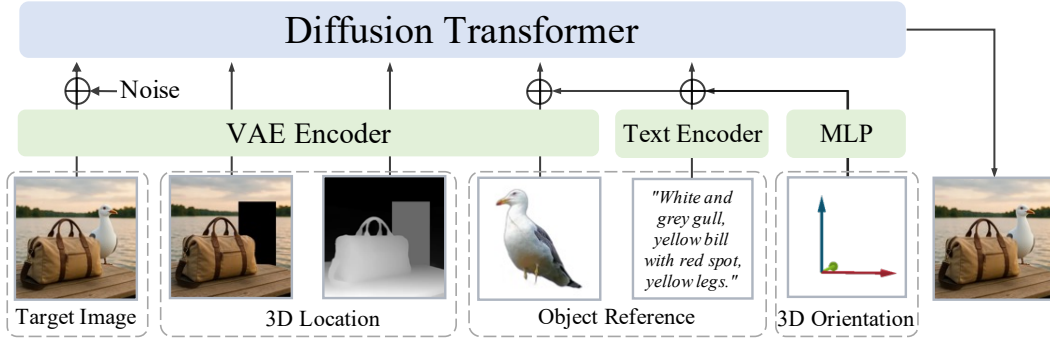 Diffusion Transformer
Noise
VAE Encoder
Text Encoder
MLP
"White and
grey gull,
yellow bill
with red spot,
yellow legs."
Target Image
3D Location
Object Reference
3D Orientation